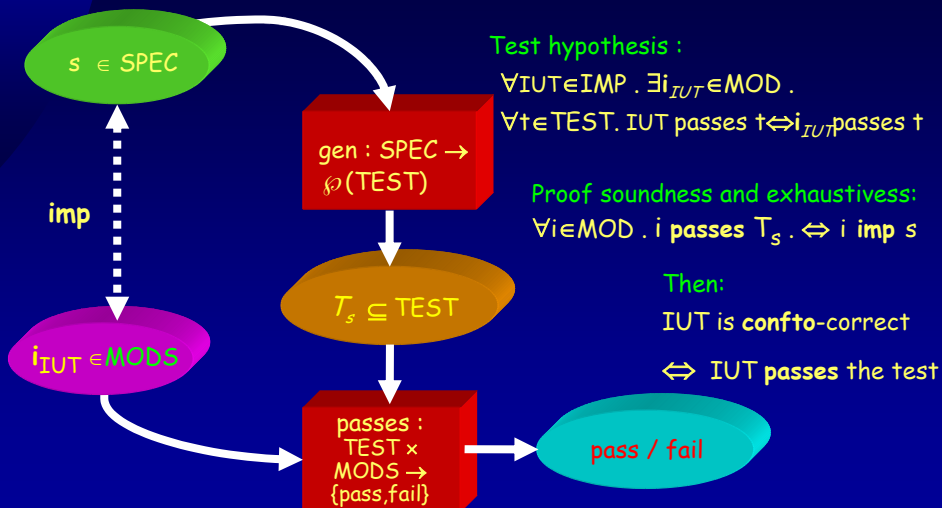 s ∈ SPEC
Test hypothesis :
∀IUT∈IMP . ∃i_IUT ∈MOD .
∀t∈TEST. IUT passes t⇔i_IUT passes t
gen : SPEC →
℘(TEST)
imp
Proof soundness and exhaustivess:
∀i∈MOD . i passes T_s . ⇔ i imp s
T_s ⊆ TEST
Then:
IUT is confto-correct
⇔ IUT passes the test
i_IUT ∈MODS
passes :
TEST ×
MODS →
{pass,fail}
pass / fail